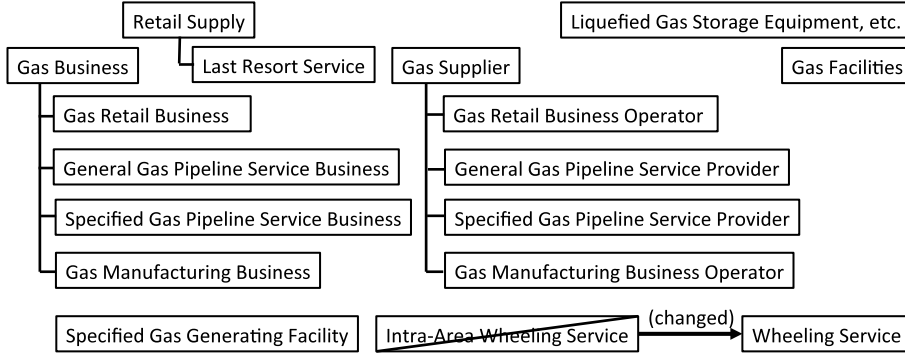 Retail Supply
Liquefied Gas Storage Equipment, etc.
Gas Business
Last Resort Service
Gas Supplier
Gas Facilities
Gas Retail Business
Gas Retail Business Operator
General Gas Pipeline Service Business
General Gas Pipeline Service Provider
Specified Gas Pipeline Service Business
Specified Gas Pipeline Service Provider
Gas Manufacturing Business
Gas Manufacturing Business Operator
Specified Gas Generating Facility
Intra-Area Wheeling Service
(changed)
Wheeling Service